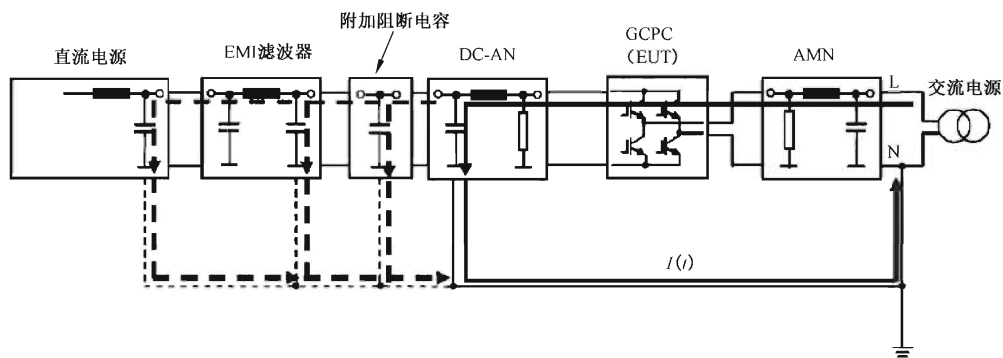 附加阻断电容
直流电源
EMI滤波器
DC-AN
GCPC
(EUT)
AMN
L
交流电源
N
I(t)